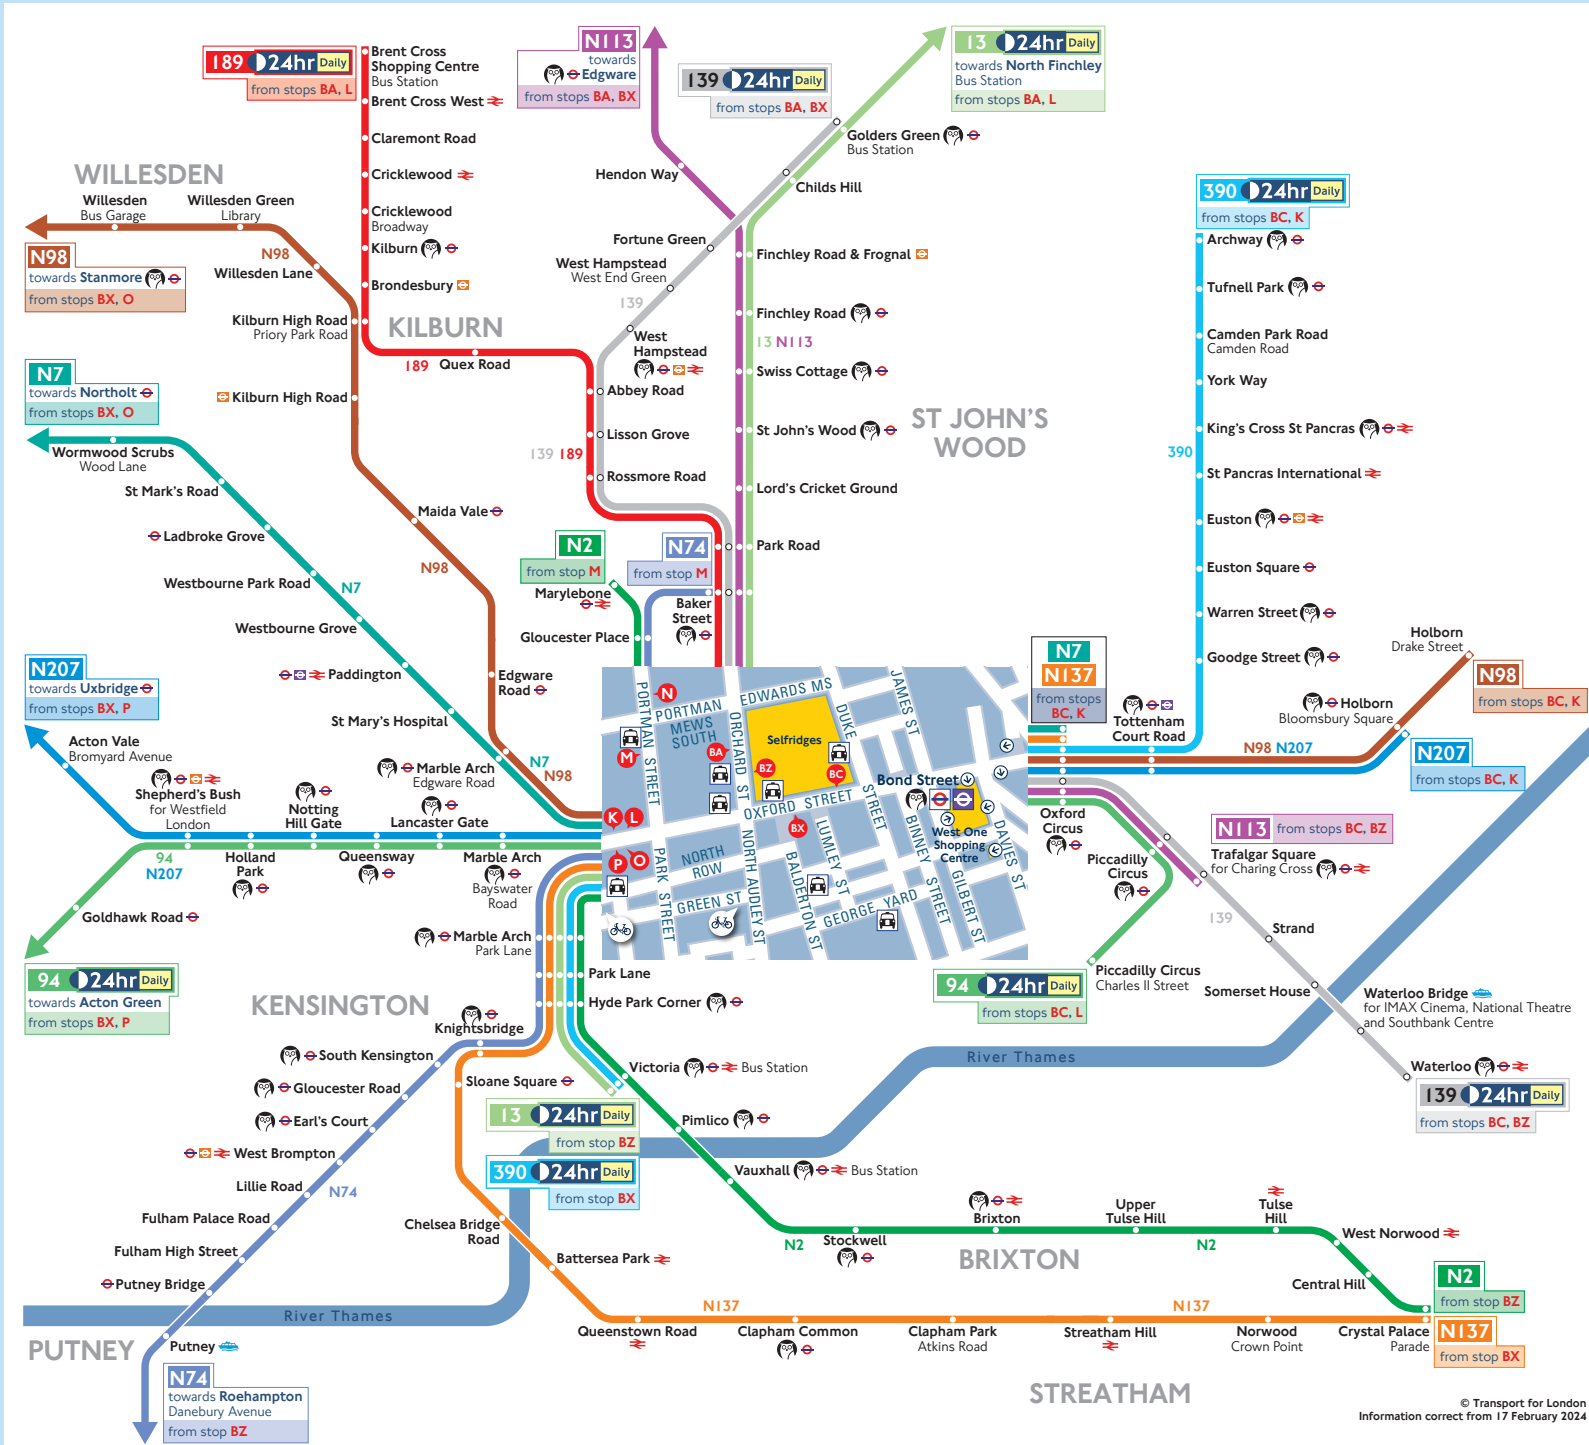 189 24hr Daily
from stops BA, L
Brent Cross
Shopping Centre
Bus Station
Brent Cross West
Claremont Road
Cricklewood
Cricklewood
Broadway
Kilburn
Brondesbury
N113
towards
Edgware
from stops BA, BX
139 24hr Daily
from stops BA, BX
13 24hr Daily
towards North Finchley
Bus Station
from stops BA, L
Golders Green
Bus Station
Childs Hill
Hendon Way
Fortune Green
West Hampstead
West End Green
139
West
Hampstead
Finchley Road & Frognal
Finchley Road
13 N113
Swiss Cottage
St John's Wood
Lord's Cricket Ground
Park Road
ST JOHN'S
WOOD
WILLESDEN
Willesden
Bus Garage
Willesden Green
Library
N98
towards Stanmore
from stops BX, O
N98
Willesden Lane
Kilburn High Road
Priory Park Road
KILBURN
189
Quex Road
Kilburn High Road
Abbey Road
Lisson Grove
139 189
Rossmore Road
N7
towards Northolt
from stops BX, O
Wormwood Scrubs
Wood Lane
St Mark's Road
Ladbroke Grove
Westbourne Park Road
N7
Westbourne Grove
Paddington
St Mary's Hospital
Maida Vale
N98
Edgware
Road
N7
N98
Marble Arch
Edgware Road
N2
from stop M
Marylebone
Gloucester Place
N74
from stop M
Baker
Street
390 24hr Daily
from stops BC, K
Archway
Tufnell Park
Camden Park Road
Camden Road
York Way
King's Cross St Pancras
390
St Pancras International
Euston
Euston Square
Warren Street
Goodge Street
N7
N137
from stops
BC, K
Tottenham
Court Road
Holborn
Drake Street
N98
from stops BC, K
Holborn
Bloomsbury Square
N98 N207
N207
from stops BC, K
N207
towards Uxbridge
from stops BX, P
Acton Vale
Bromyard Avenue
Shepherd's Bush
for Westfield
London
Notting
Hill Gate
Lancaster Gate
94
N207
Holland
Park
Queensway
Marble Arch
Bayswater
Road
Goldhawk Road
94 24hr Daily
towards Acton Green
from stops BX, P
Marble Arch
Park Lane
Park Lane
Hyde Park Corner
KENSINGTON
Knightsbridge
South Kensington
Gloucester Road
Earl's Court
West Brompton
Lillie Road
N74
Fulham Palace Road
Fulham High Street
Putney Bridge
River Thames
PUTNEY
Putney
N74
towards Roehampton
Danebury Avenue
from stop BZ
PORTMAN STREET
N
PORTMAN
MEWS
SOUTH
EDWARDS MS
ORCHARD ST
DUKE
STREET
JAMES ST
Selfridges
M
BA
BZ
BC
BX
K
L
P
O
OXFORD STREET
Bond Street
West One
Shopping
Centre
NORTH
ROW
PARK STREET
NORTH AUDLEY ST
GREEN ST
BALDERTON ST
LUMLEY ST
GEORGE YARD
BINNEY STREET
GILBERT ST
DAVIES ST
Oxford
Circus
Piccadilly
Circus
N113 from stops BC, BZ
Trafalgar Square
for Charing Cross
139
Strand
Somerset House
Piccadilly Circus
Charles II Street
94 24hr Daily
from stops BC, L
Waterloo Bridge
for IMAX Cinema, National Theatre
and Southbank Centre
Waterloo
139 24hr Daily
from stops BC, BZ
River Thames
Sloane Square
Victoria Bus Station
13 24hr Daily
from stop BZ
390 24hr Daily
from stop BX
Pimlico
Vauxhall Bus Station
Chelsea Bridge
Road
Battersea Park
N2
Stockwell
Brixton
BRIXTON
Upper
Tulse Hill
N2
Tulse
Hill
West Norwood
Central Hill
N2
from stop BZ
N137
Queenstown Road
Clapham Common
Clapham Park
Atkins Road
Streatham Hill
N137
Norwood
Crown Point
Crystal Palace
Parade
N137
from stop BX
STREATHAM
© Transport for London
Information correct from 17 February 2024